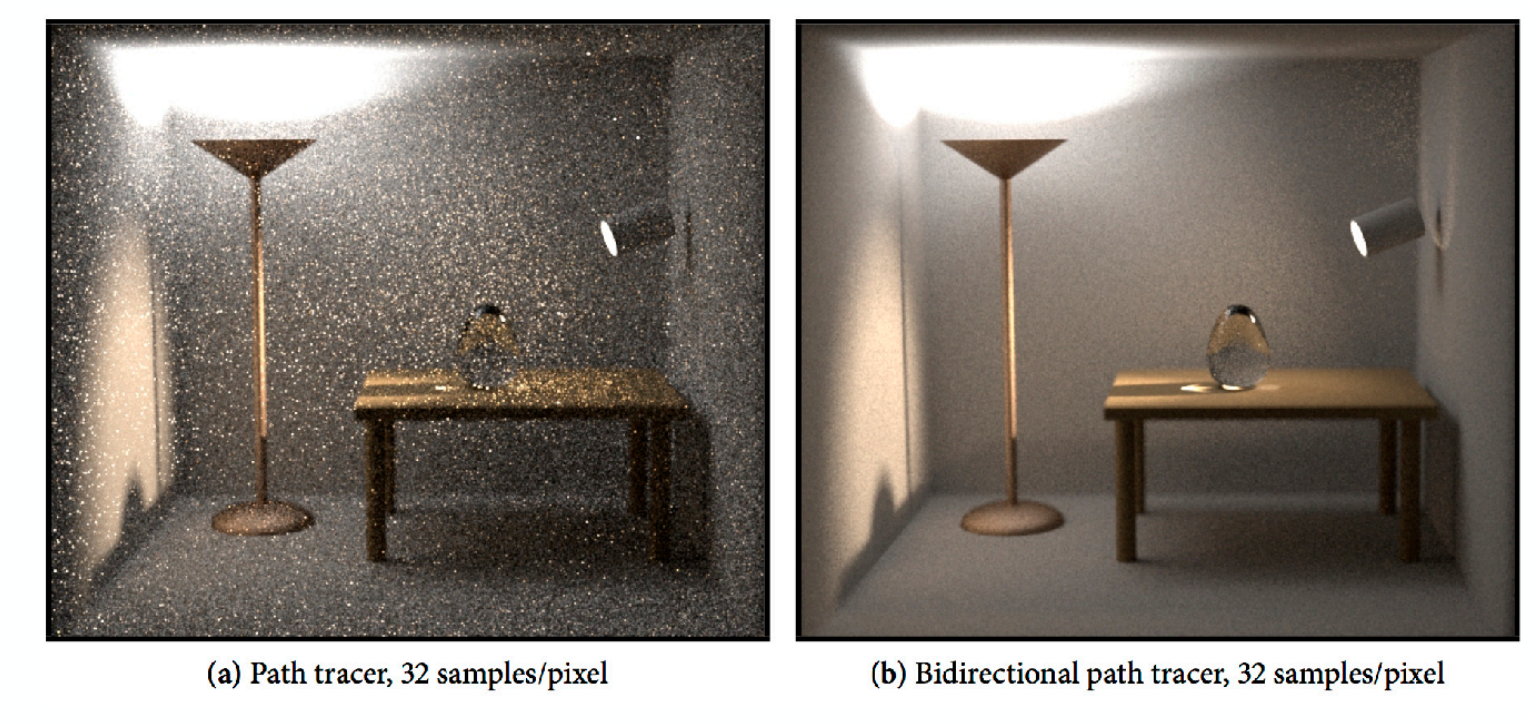 (a) Path tracer, 32 samples/pixel
(b) Bidirectional path tracer, 32 samples/pixel